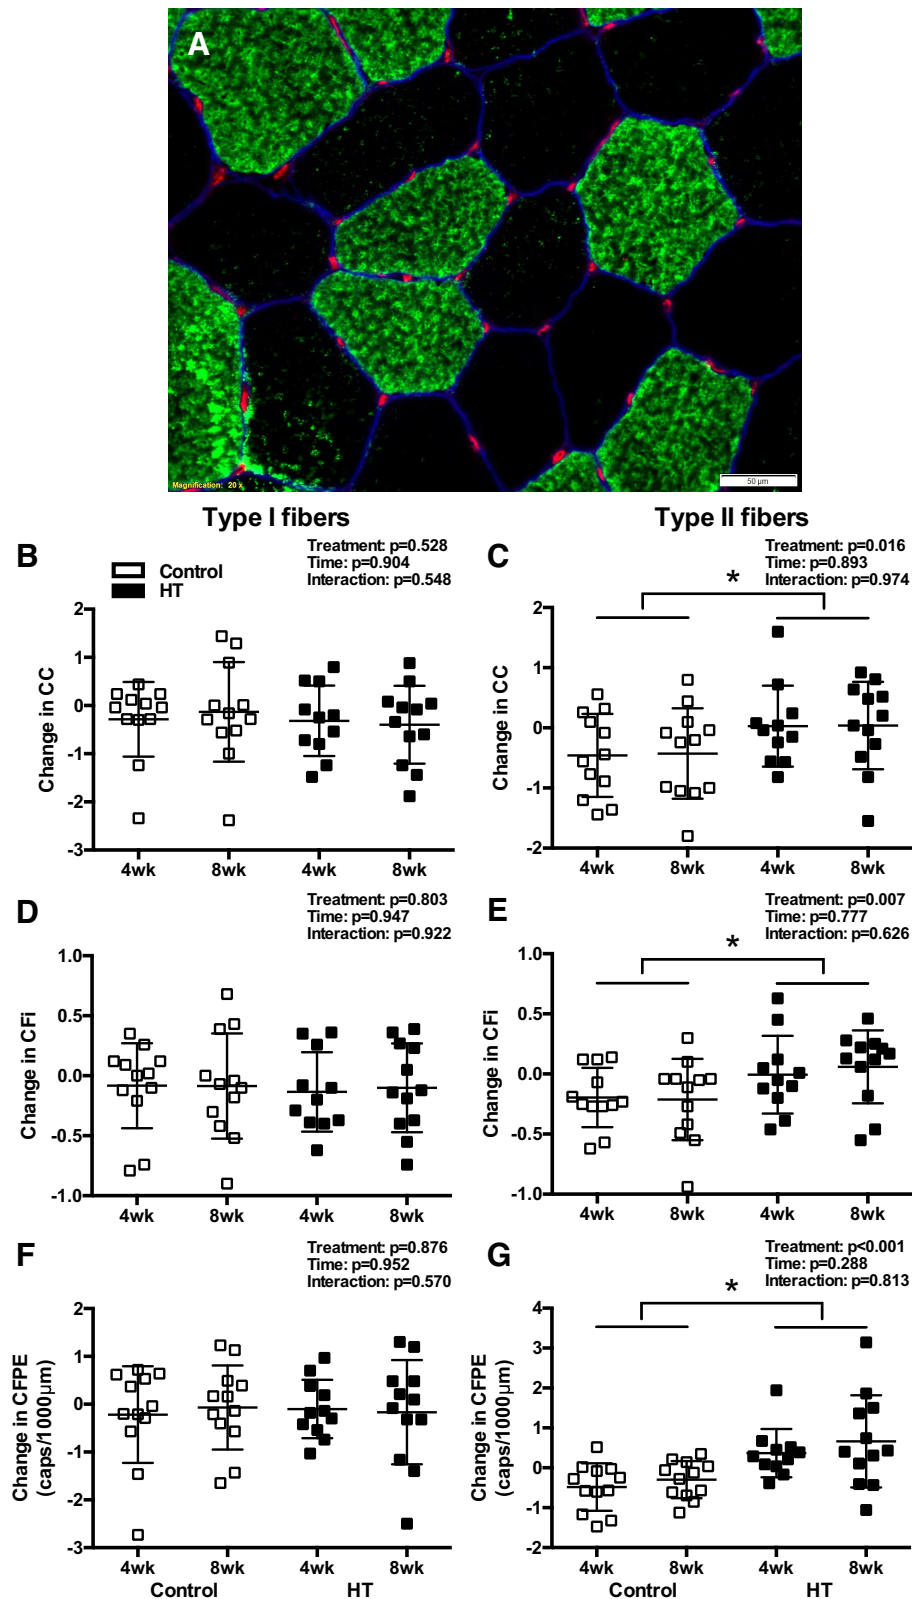 A
Magnification: 20 x
50 µm
Type I fibers
Type II fibers
B
Treatment: p=0.528
Time: p=0.904
Interaction: p=0.548
Control
HT
Change in CC
2
1
0
-1
-2
-3
4wk 8wk 4wk 8wk
C
Treatment: p=0.016
Time: p=0.893
Interaction: p=0.974
*
Change in CC
2
1
0
-1
-2
4wk 8wk 4wk 8wk
D
Treatment: p=0.803
Time: p=0.947
Interaction: p=0.922
Change in CFi
1.0
0.5
0.0
-0.5
-1.0
4wk 8wk 4wk 8wk
E
Treatment: p=0.007
Time: p=0.777
Interaction: p=0.626
*
Change in CFi
1.0
0.5
0.0
-0.5
-1.0
4wk 8wk 4wk 8wk
F
Treatment: p=0.876
Time: p=0.952
Interaction: p=0.570
Change in CFPE
(caps/1000µm)
2
1
0
-1
-2
-3
4wk 8wk 4wk 8wk
Control HT
G
Treatment: p<0.001
Time: p=0.288
Interaction: p=0.813
*
Change in CFPE
(caps/1000µm)
4
3
2
1
0
-1
-2
4wk 8wk 4wk 8wk
Control HT